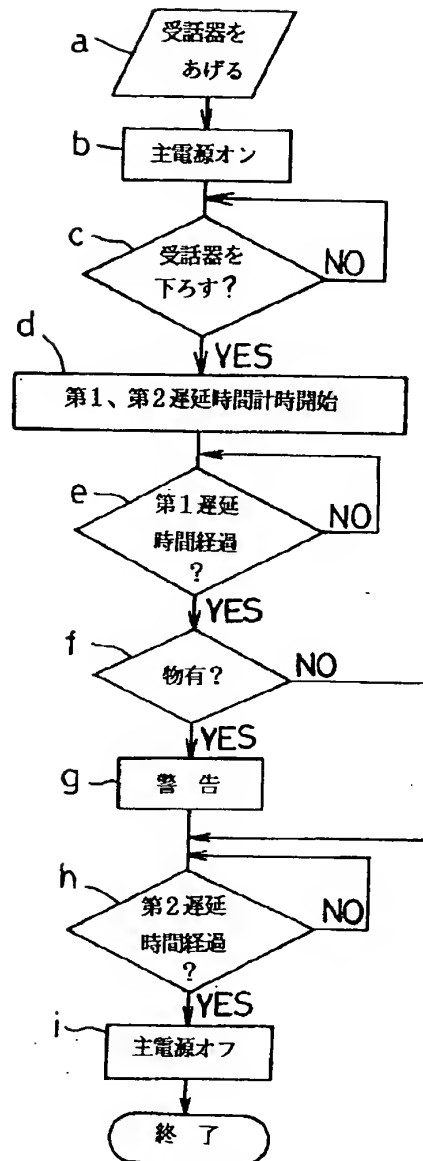 a
受話器を
あげる
b
主電源オン
c
受話器を
下ろす?
NO
YES
d
第1、第2遅延時間計時開始
e
第1遅延
時間経過
?
NO
YES
f
物有?
NO
YES
g
警 告
h
第2遅延
時間経過
?
NO
YES
i
主電源オフ
終 了